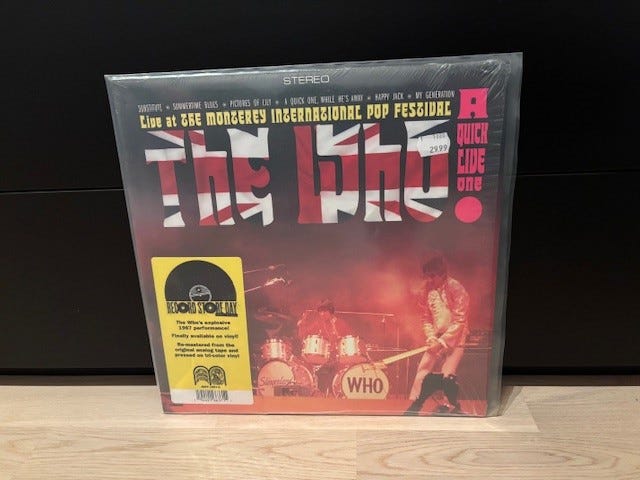 STEREO
SUBSTITUTE * SUMMERTIME BLUES * PICTURES OF LILY * A QUICK ONE, WHILE HE'S AWAY * HAPPY JACK * MY GENERATION
Live at THE MONTEREY INTERNATIONAL POP FESTIVAL
THE WHO
A
QUICK
LIVE
ONE
29.99
RECORD STORE DAY
The Who's explosive
1967 performance!
Finally available on vinyl!
Re-mastered from the
original analog tape and
pressed on tri-color vinyl
WHO